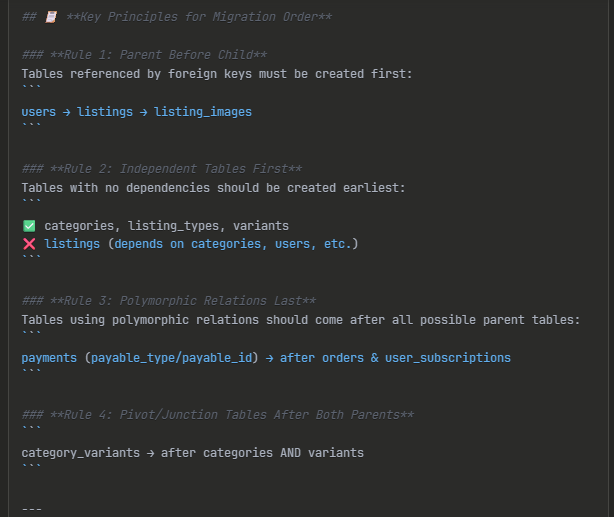 ## 📋 **Key Principles for Migration Order**
### **Rule 1: Parent Before Child**
Tables referenced by foreign keys must be created first:
```
users → listings → listing_images
```
### **Rule 2: Independent Tables First**
Tables with no dependencies should be created earliest:
```
✅ categories, listing_types, variants
❌ listings (depends on categories, users, etc.)
```
### **Rule 3: Polymorphic Relations Last**
Tables using polymorphic relations should come after all possible parent tables:
```
payments (payable_type/payable_id) → after orders & user_subscriptions
```
### **Rule 4: Pivot/Junction Tables After Both Parents**
```
category_variants → after categories AND variants
```
---